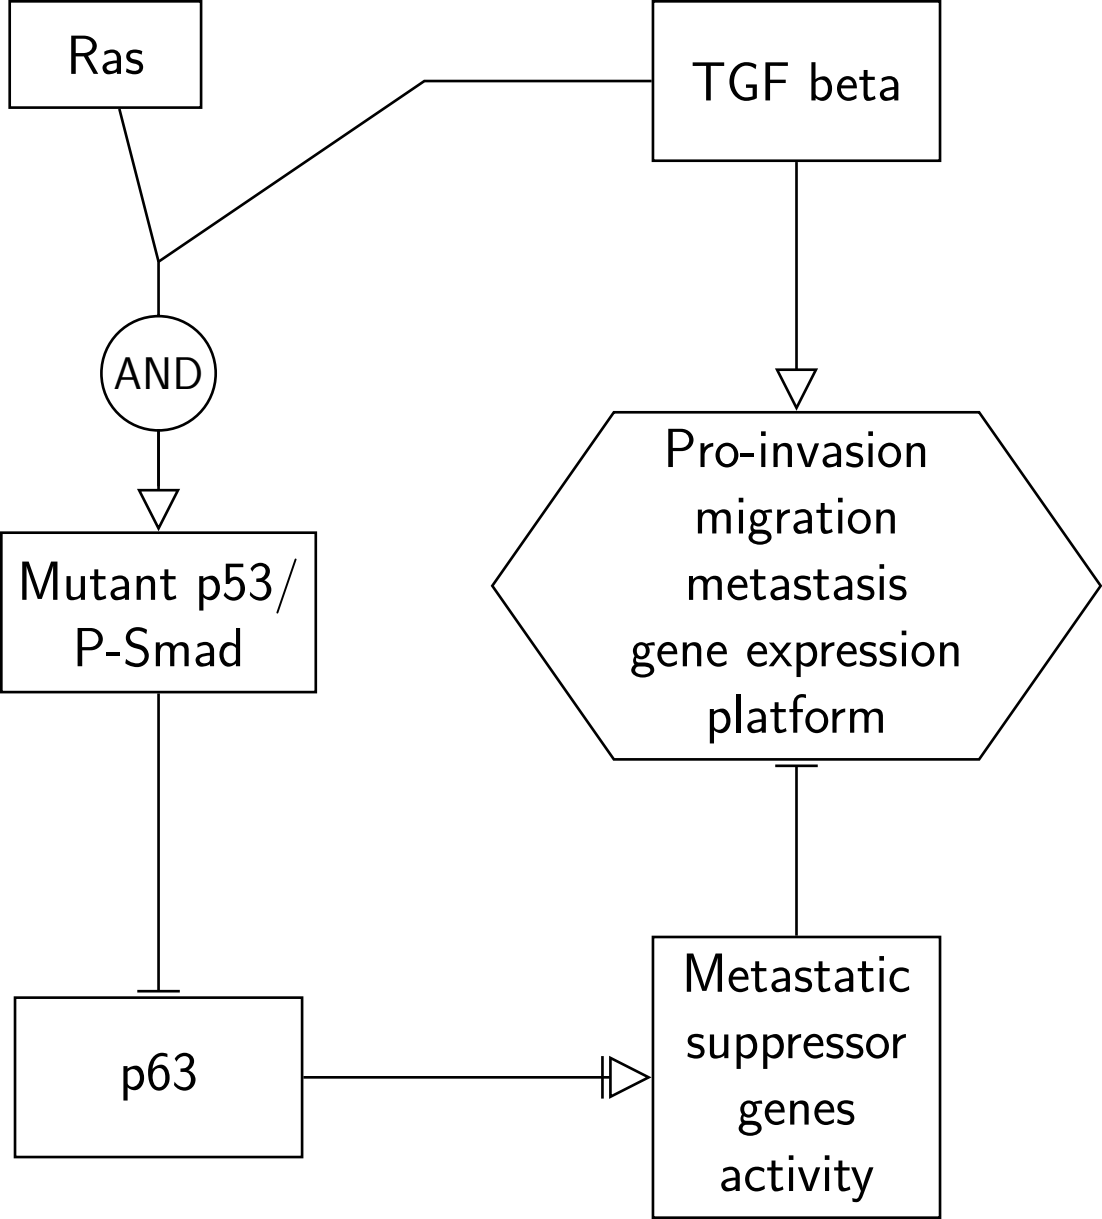 Ras
TGF beta
AND
Pro-invasion
migration
metastasis
gene expression
platform
Mutant p53/
P-Smad
p63
Metastatic
suppressor
genes
activity